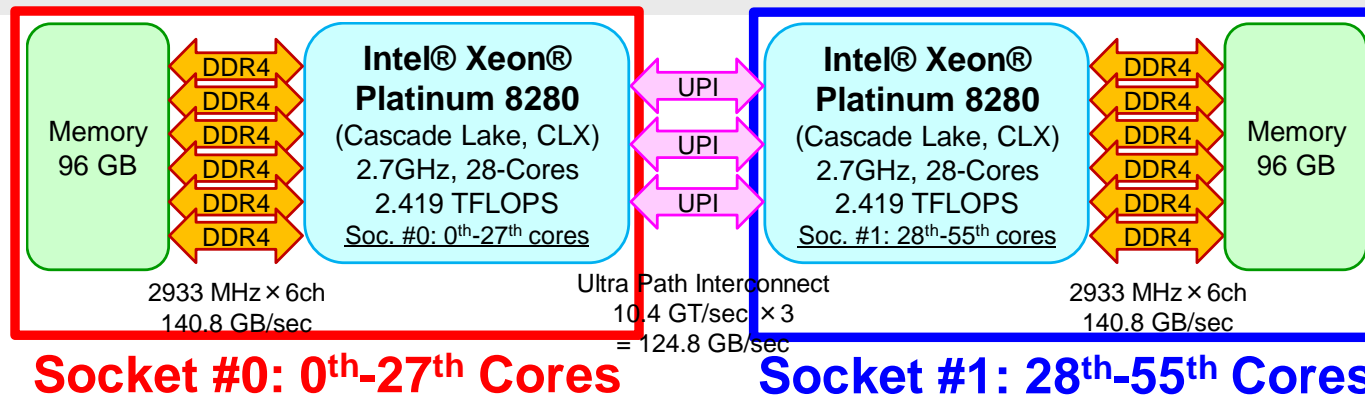 Memory
96 GB
DDR4
DDR4
DDR4
DDR4
DDR4
DDR4
Intel® Xeon®
Platinum 8280
(Cascade Lake, CLX)
2.7GHz, 28-Cores
2.419 TFLOPS
Soc. #0: 0th-27th cores
UPI
UPI
UPI
Intel® Xeon®
Platinum 8280
(Cascade Lake, CLX)
2.7GHz, 28-Cores
2.419 TFLOPS
Soc. #1: 28th-55th cores
DDR4
DDR4
DDR4
DDR4
DDR4
DDR4
Memory
96 GB
2933 MHz×6ch
140.8 GB/sec
Ultra Path Interconnect
10.4 GT/sec ×3
= 124.8 GB/sec
2933 MHz×6ch
140.8 GB/sec
Socket #0: 0th-27th Cores
Socket #1: 28th-55th Cores